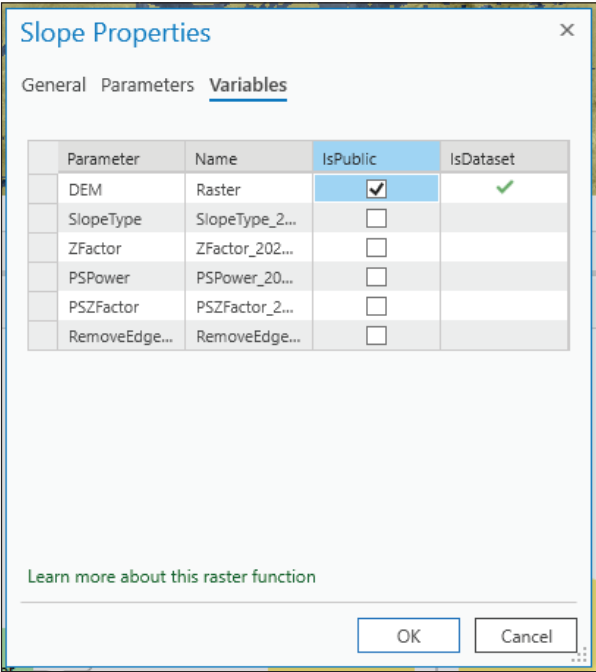 Slope Properties
General Parameters Variables
Parameter Name IsPublic IsDataset
DEM Raster
SlopeType SlopeType_2...
ZFactor ZFactor_202...
PSPower PSPower_20...
PSZFactor PSZFactor_2...
RemoveEdge... RemoveEdge...
Learn more about this raster function
OK Cancel